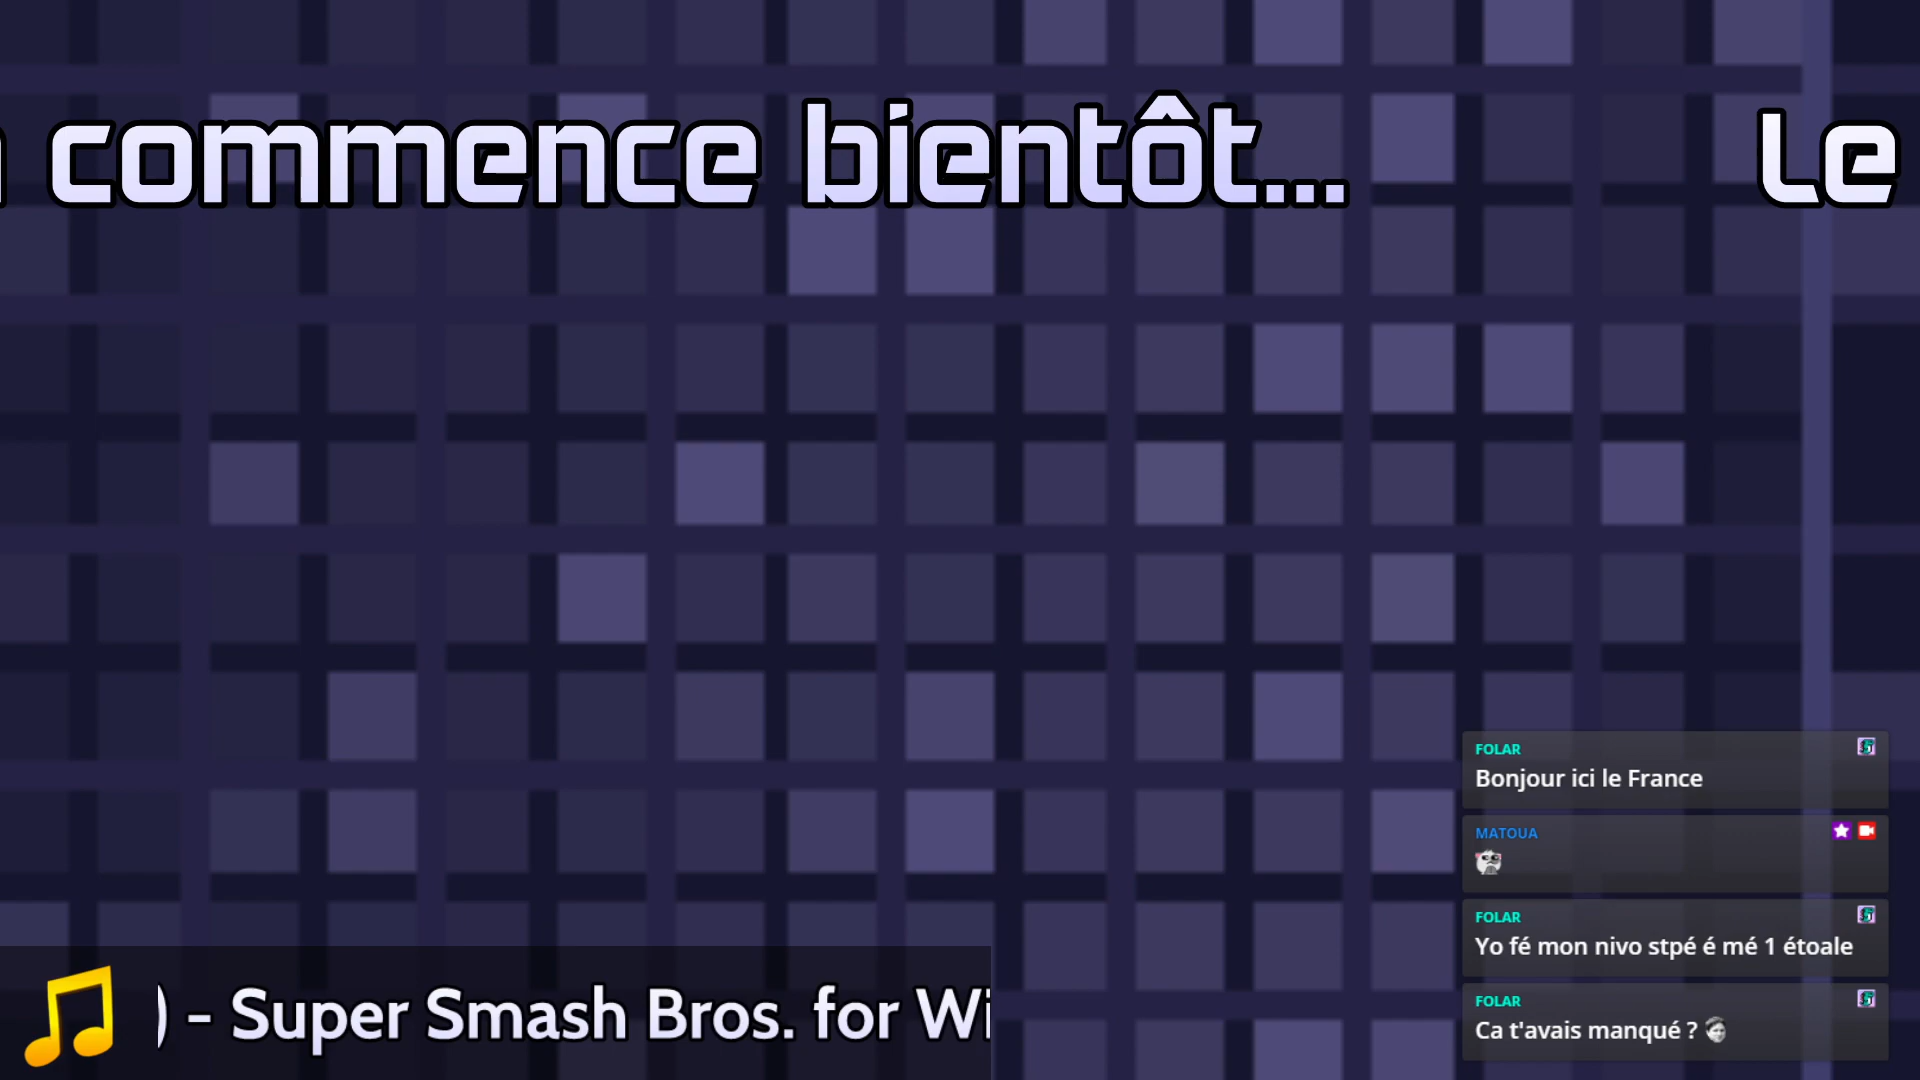 commence bientôt... Le
FOLAR
Bonjour ici le France
MATOUA
FOLAR
Yo fé mon nivo stpé é mé 1 étoale
FOLAR
Ca t'avais manqué ?
) - Super Smash Bros. for Wi